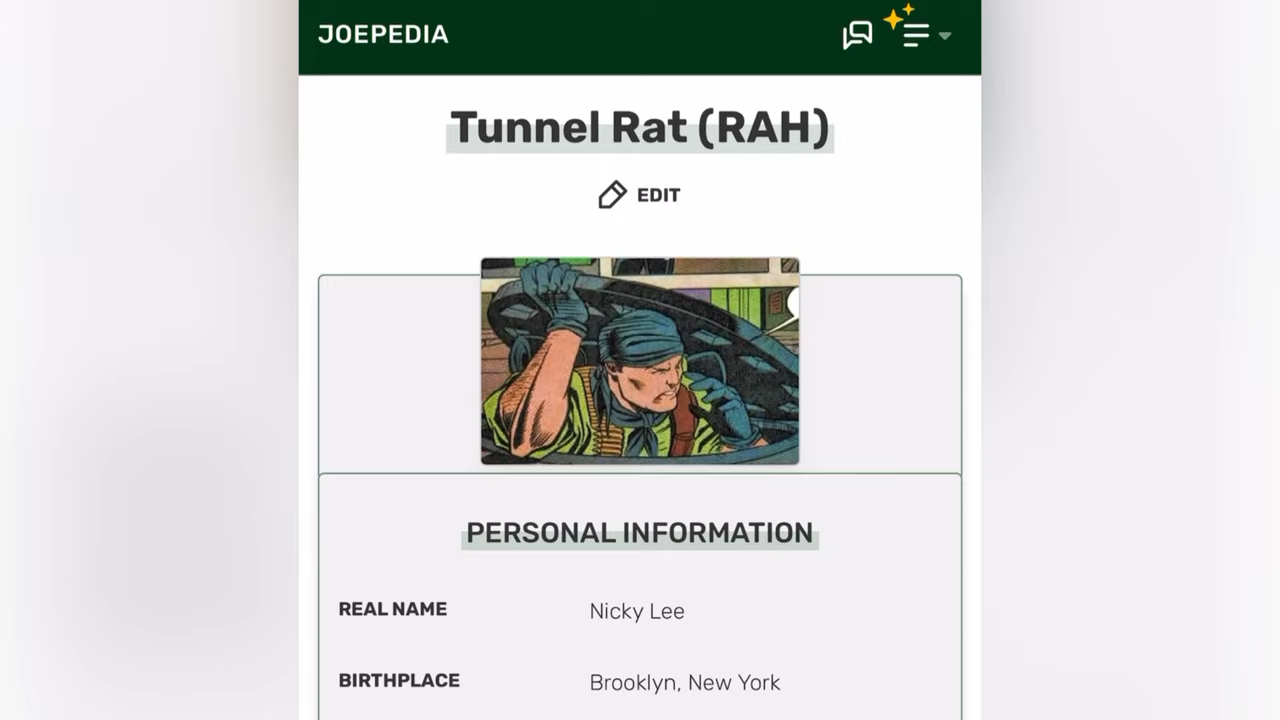 JOEPEDIA
Tunnel Rat (RAH)
EDIT
PERSONAL INFORMATION
REAL NAME Nicky Lee
BIRTHPLACE Brooklyn, New York